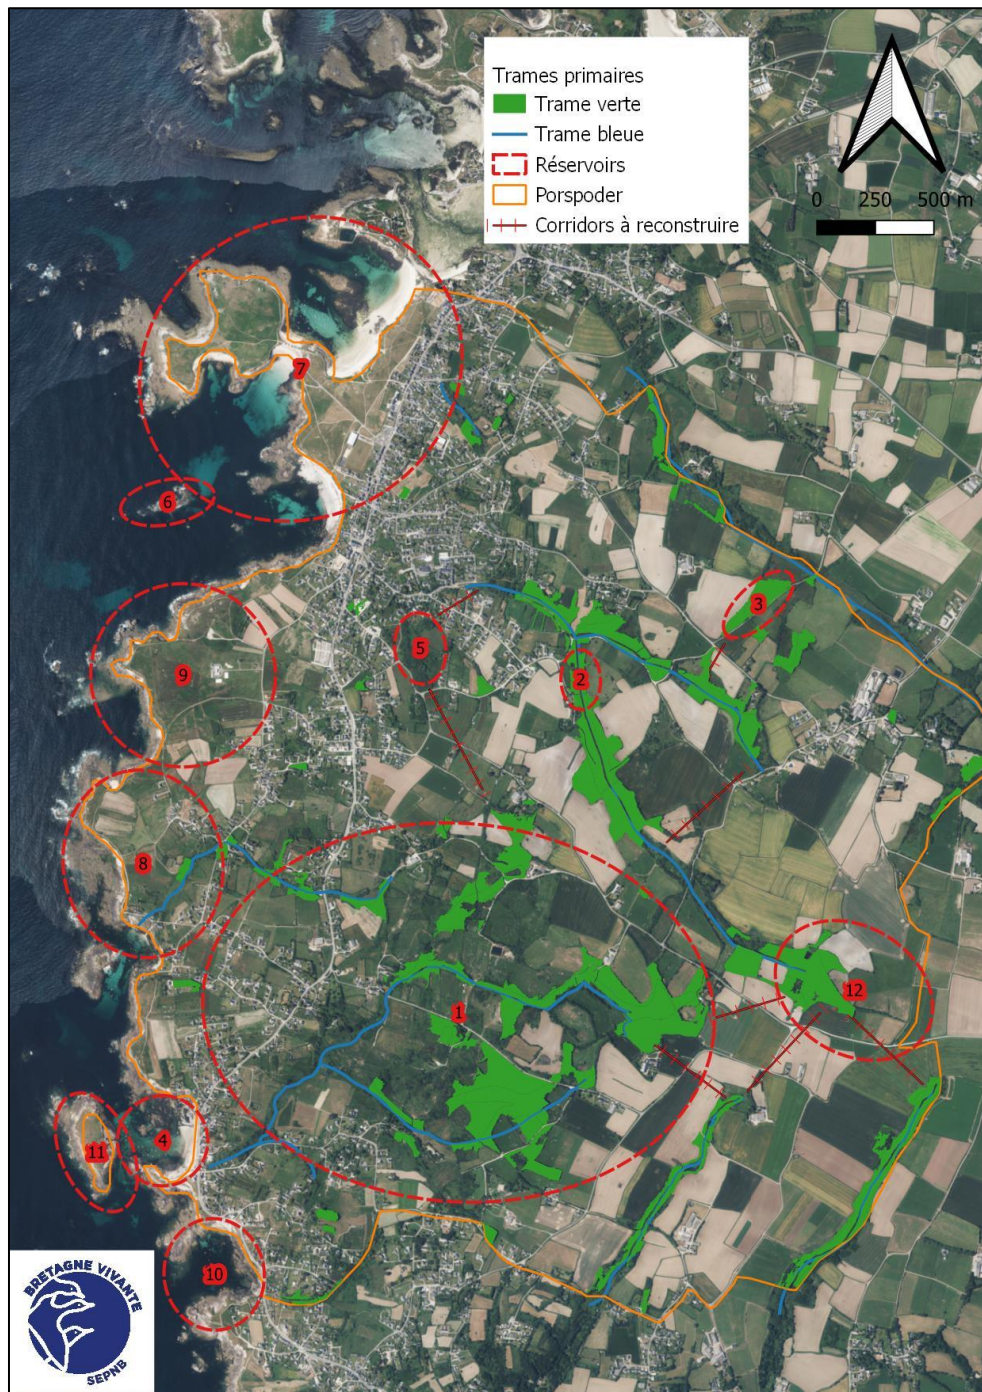 Trames primaires
Trame verte
Trame bleue
Réservoirs
Porspoder
Corridors à reconstruire
0 250 500 m
7
6
3
5
2
9
8
12
1
4
11
10
BRETAGNE VIVANTE
SEPNB